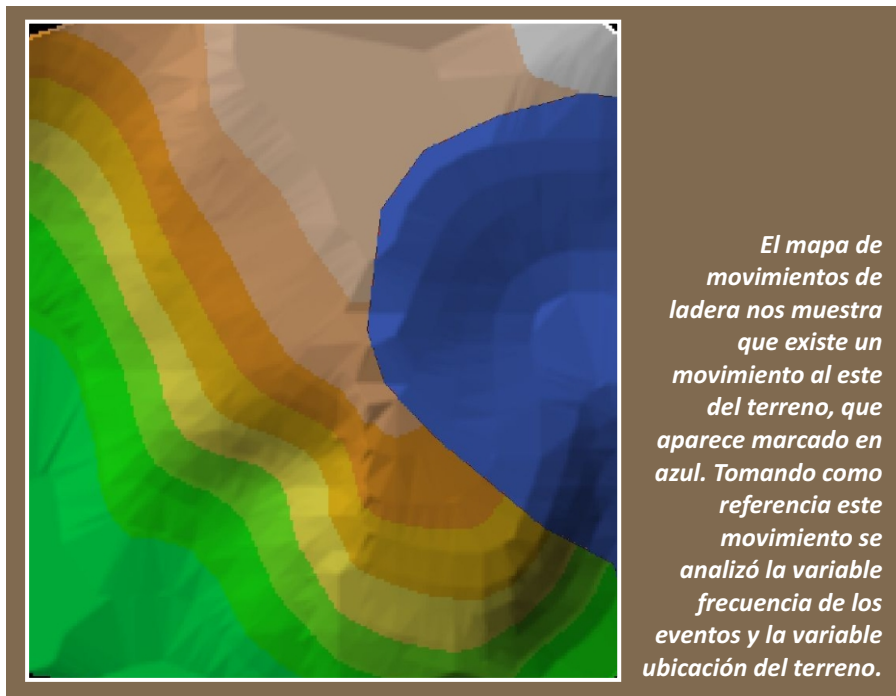 El mapa de
movimientos de
ladera nos muestra
que existe un
movimiento al este
del terreno, que
aparece marcado en
azul. Tomando como
referencia este
movimiento se
analizó la variable
frecuencia de los
eventos y la variable
ubicación del terreno.